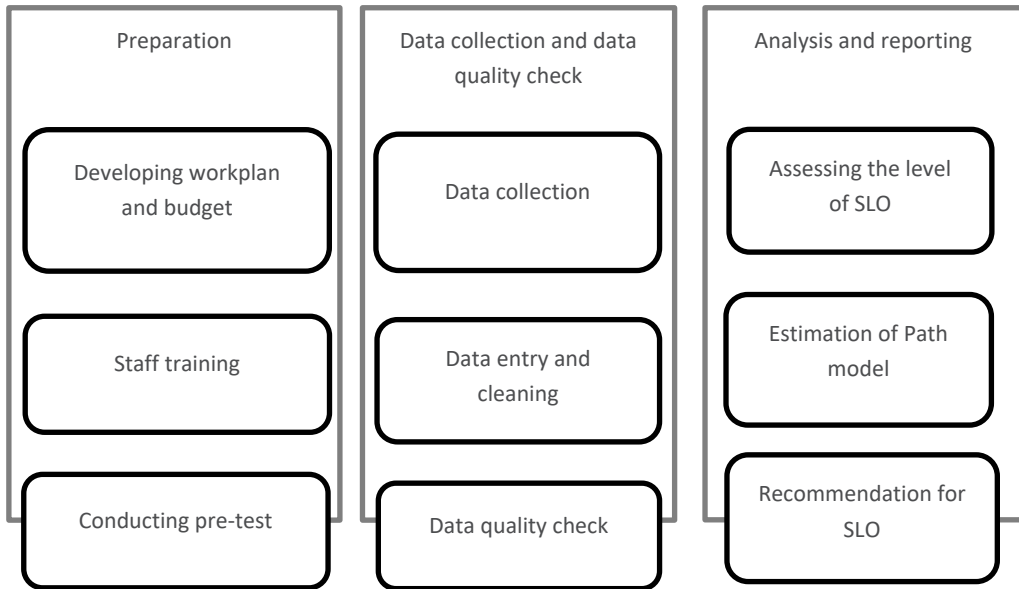 Preparation
Developing workplan
and budget
Staff training
Conducting pre-test
Data collection and data
quality check
Data collection
Data entry and
cleaning
Data quality check
Analysis and reporting
Assessing the level
of SLO
Estimation of Path
model
Recommendation for
SLO